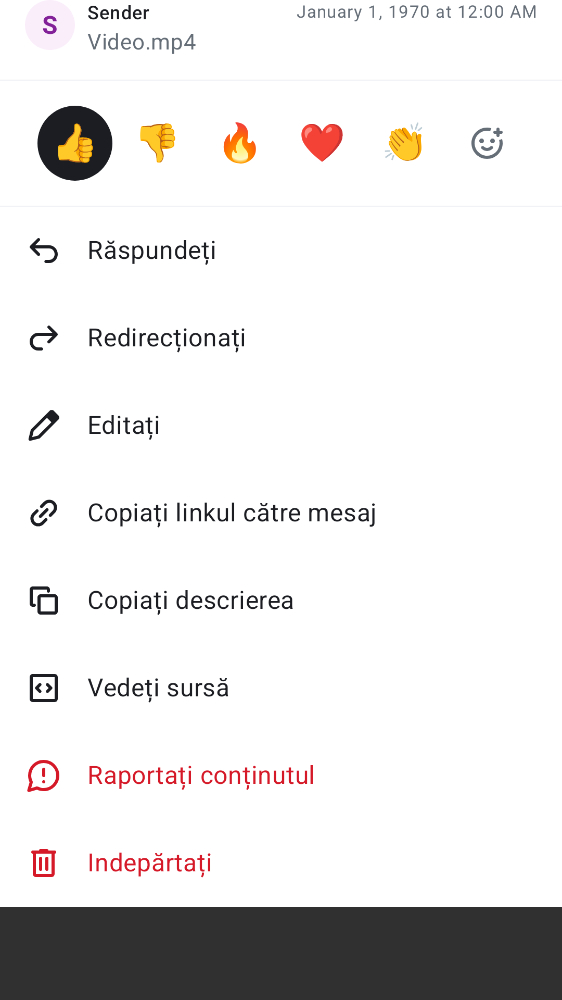 S
Sender
January 1, 1970 at 12:00 AM
Video.mp4
Răspundeți
Redirecționați
Editați
Copiați linkul către mesaj
Copiați descrierea
Vedeți sursă
Raportați conținutul
Indepărtați